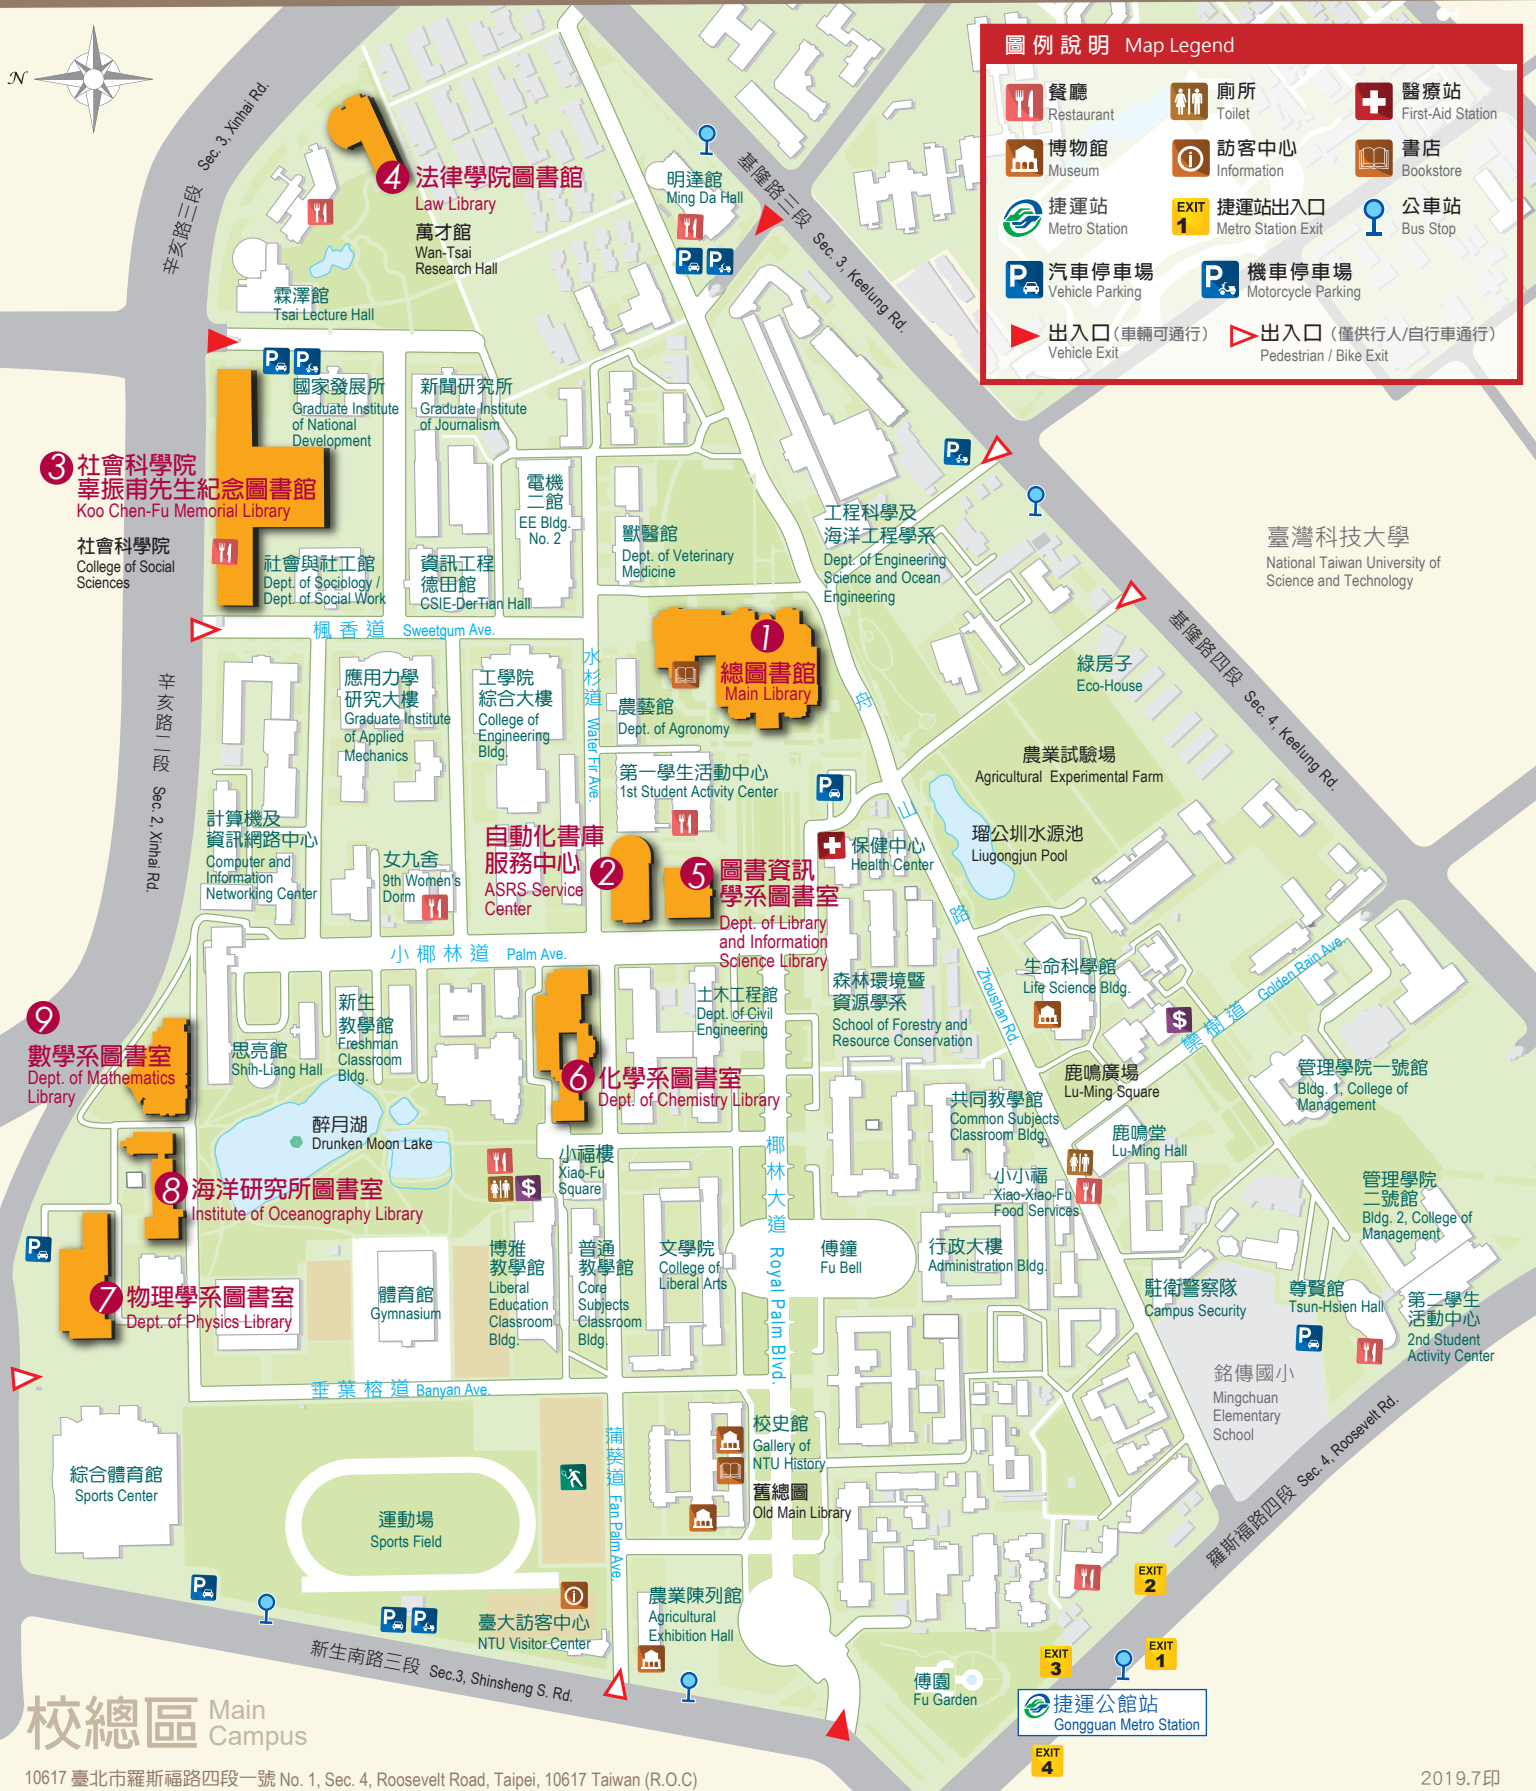 圖例說明 Map Legend
餐廳
Restaurant
廁所
Toilet
醫療站
First-Aid Station
博物館
Museum
訪客中心
Information
書店
Bookstore
捷運站
Metro Station
EXIT
1
捷運站出入口
Metro Station Exit
公車站
Bus Stop
P
汽車停車場
Vehicle Parking
P
機車停車場
Motorcycle Parking
出入口(車輛可通行)
Vehicle Exit
出入口(僅供行人/自行車通行)
Pedestrian / Bike Exit
N
辛亥路三段 Sec. 3, Xinhai Rd.
4 法律學院圖書館
Law Library
萬才館
Wan-Tsai
Research Hall
明達館
Ming Da Hall
基隆路三段 Sec. 3, Keelung Rd.
霖澤館
Tsai Lecture Hall
國家發展所
Graduate Institute
of National
Development
新聞研究所
Graduate Institute
of Journalism
3 社會科學院
辜振甫先生紀念圖書館
Koo Chen-Fu Memorial Library
社會科學院
College of Social
Sciences
社會與社工館
Dept. of Sociology /
Dept. of Social Work
資訊工程
德田館
CSIE-DerTian Hall
電機
二館
EE Bldg.
No. 2
獸醫館
Dept. of Veterinary
Medicine
工程科學及
海洋工程學系
Dept. of Engineering
Science and Ocean
Engineering
臺灣科技大學
National Taiwan University of
Science and Technology
楓香道 Sweetgum Ave.
水杉道 Water Fir Ave.
1
總圖書館
Main Library
基隆路四段 Sec. 4, Keelung Rd.
綠房子
Eco-House
辛亥路二段 Sec. 2, Xinhai Rd.
應用力學
研究大樓
Graduate Institute
of Applied
Mechanics
工學院
綜合大樓
College of
Engineering
Bldg.
農藝館
Dept. of Agronomy
農業試驗場
Agricultural Experimental Farm
第一學生活動中心
1st Student Activity Center
舟山路 Zhoushan Rd.
計算機及
資訊網路中心
Computer and
Information
Networking Center
女九舍
9th Women's
Dorm
自動化書庫
服務中心
ASRS Service
Center
2
5 圖書資訊
學系圖書室
Dept. of Library
and Information
Science Library
保健中心
Health Center
瑠公圳水源池
Liugongjun Pool
小椰林道 Palm Ave.
土木工程館
Dept. of Civil
Engineering
森林環境暨
資源學系
School of Forestry and
Resource Conservation
生命科學館
Life Science Bldg.
欒樹道 Golden Rain Ave.
$
9
數學系圖書室
Dept. of Mathematics
Library
思亮館
Shih-Liang Hall
新生
教學館
Freshman
Classroom
Bldg.
6 化學系圖書室
Dept. of Chemistry Library
管理學院一號館
Bldg. 1, College of
Management
鹿鳴廣場
Lu-Ming Square
共同教學館
Common Subjects
Classroom Bldg.
鹿鳴堂
Lu-Ming Hall
醉月湖
Drunken Moon Lake
小福樓
Xiao-Fu
Square
$
小小福
Xiao-Xiao-Fu
Food Services
椰林大道 Royal Palm Blvd.
8 海洋研究所圖書室
Institute of Oceanography Library
管理學院
二號館
Bldg. 2, College of
Management
7 物理學系圖書室
Dept. of Physics Library
體育館
Gymnasium
博雅
教學館
Liberal
Education
Classroom
Bldg.
普通
教學館
Core
Subjects
Classroom
Bldg.
文學院
College of
Liberal Arts
傅鐘
Fu Bell
行政大樓
Administration Bldg.
駐衛警察隊
Campus Security
尊賢館
Tsun-Hsien Hall
第二學生
活動中心
2nd Student
Activity Center
銘傳國小
Mingchuan
Elementary
School
垂葉榕道 Banyan Ave.
蒲葵道 Fan Palm Ave.
校史館
Gallery of
NTU History
舊總圖
Old Main Library
綜合體育館
Sports Center
運動場
Sports Field
羅斯福路四段 Sec. 4, Roosevelt Rd.
臺大訪客中心
NTU Visitor Center
農業陳列館
Agricultural
Exhibition Hall
新生南路三段 Sec.3, Shinsheng S. Rd.
傅園
Fu Garden
EXIT
2
EXIT
1
EXIT
3
捷運公館站
Gongguan Metro Station
EXIT
4
校總區 Main
Campus
10617 臺北市羅斯福路四段一號 No. 1, Sec. 4, Roosevelt Road, Taipei, 10617 Taiwan (R.O.C)
2019.7印